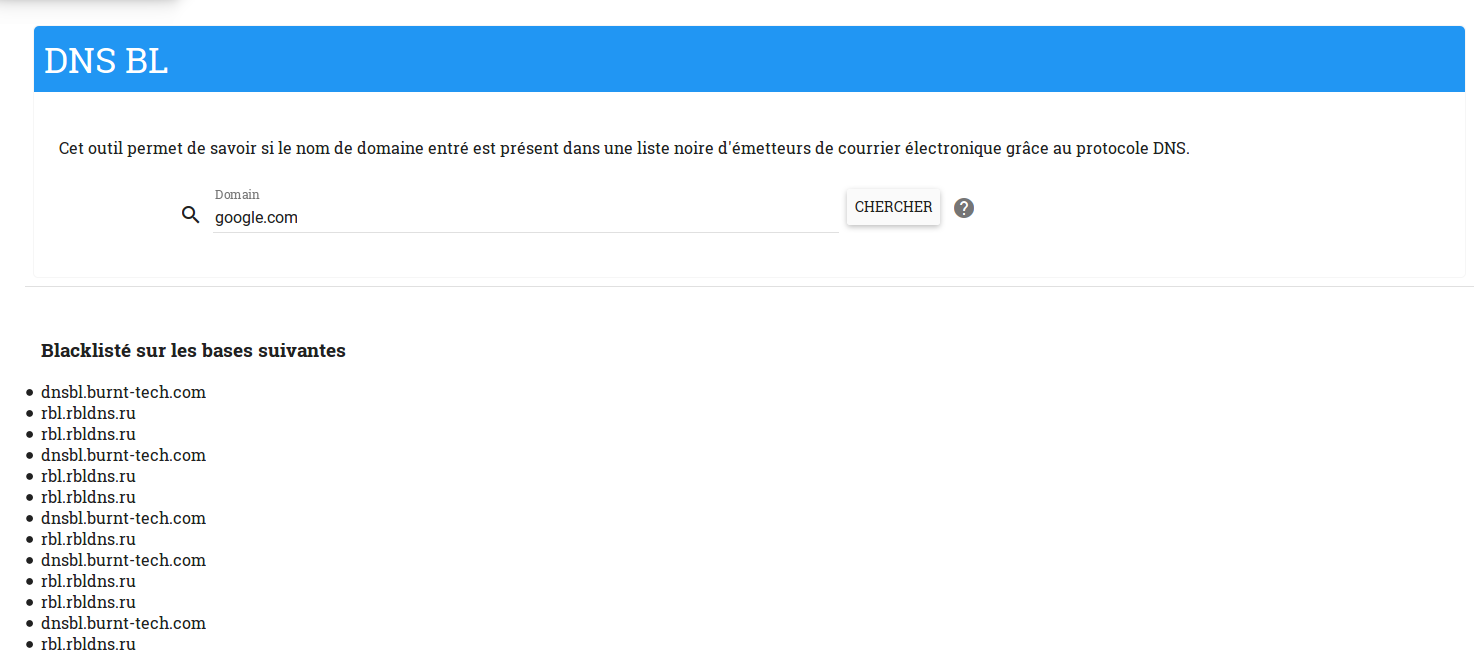 DNS BL
Cet outil permet de savoir si le nom de domaine entré est présent dans une liste noire d'émetteurs de courrier électronique grâce au protocole DNS.
Domain
google.com
CHERCHER
Blacklisté sur les bases suivantes
dnsbl.burnt-tech.com
rbl.rbldns.ru
rbl.rbldns.ru
dnsbl.burnt-tech.com
rbl.rbldns.ru
rbl.rbldns.ru
dnsbl.burnt-tech.com
rbl.rbldns.ru
dnsbl.burnt-tech.com
rbl.rbldns.ru
rbl.rbldns.ru
dnsbl.burnt-tech.com
rbl.rbldns.ru